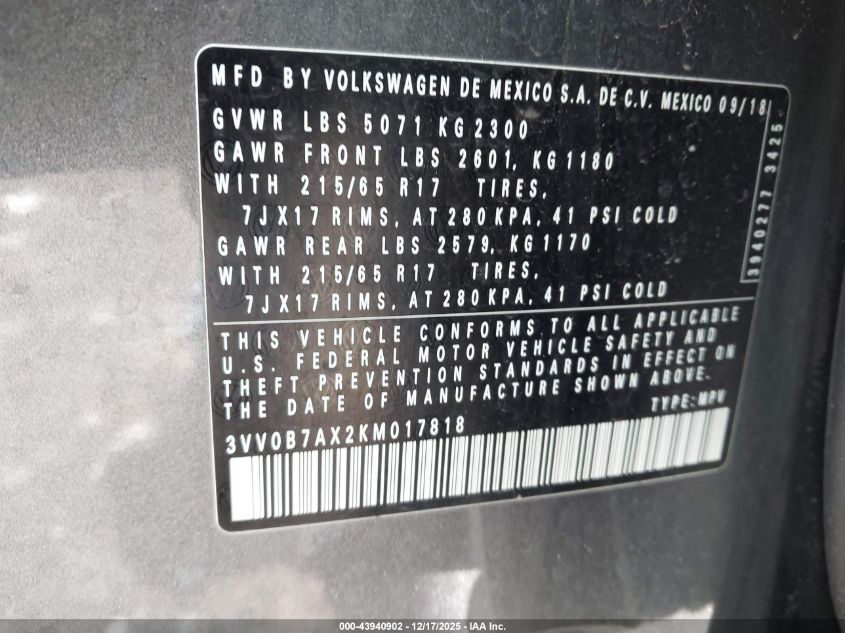 MFD BY VOLKSWAGEN DE MEXICO S.A. DE C.V. MEXICO 09/18
GVWR LBS 5071 KG 2300
GAWR FRONT LBS 2601, KG 1180
WITH 215/65 R17 TIRES,
7JX17 RIMS, AT 280 KPA, 41 PSI COLD
GAWR REAR LBS 2579, KG 1170
WITH 215/65 R17 TIRES,
7JX17 RIMS, AT 280 KPA, 41 PSI COLD
3940277 3425
THIS VEHICLE CONFORMS TO ALL APPLICABLE
U.S. FEDERAL MOTOR VEHICLE SAFETY AND
THEFT PREVENTION STANDARDS IN EFFECT ON
THE DATE OF MANUFACTURE SHOWN ABOVE.
TYPE: MPV
3VV0B7AX2KM017818
000-43940902 • 12/17/2025 • IAA Inc.